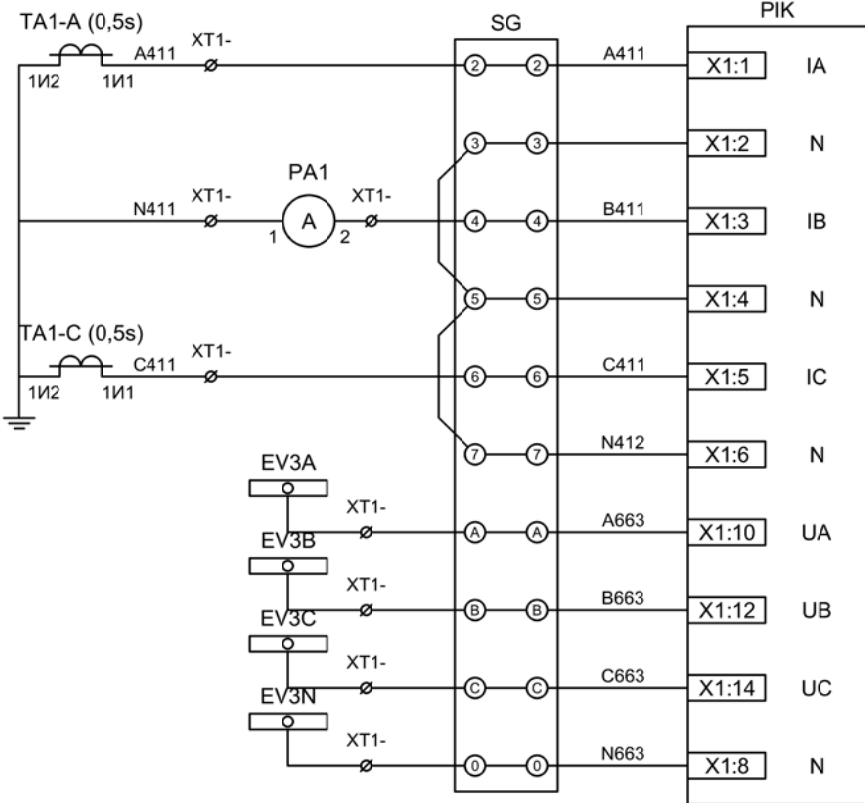 PIK
TA1-A (0,5s)
SG
A411 XT1- A411
2 2 X1:1 IA
1И2 1И1
3 3 X1:2 N
PA1
N411 XT1- XT1- B411
A 4 4 X1:3 IB
1 2
5 5 X1:4 N
TA1-C (0,5s)
C411 XT1- C411
6 6 X1:5 IC
1И2 1И1
N412
7 7 X1:6 N
EV3A
XT1- A663
A A X1:10 UA
EV3B
XT1- B663
B B X1:12 UB
EV3C
XT1- C663
C C X1:14 UC
EV3N
XT1- N663
0 0 X1:8 N